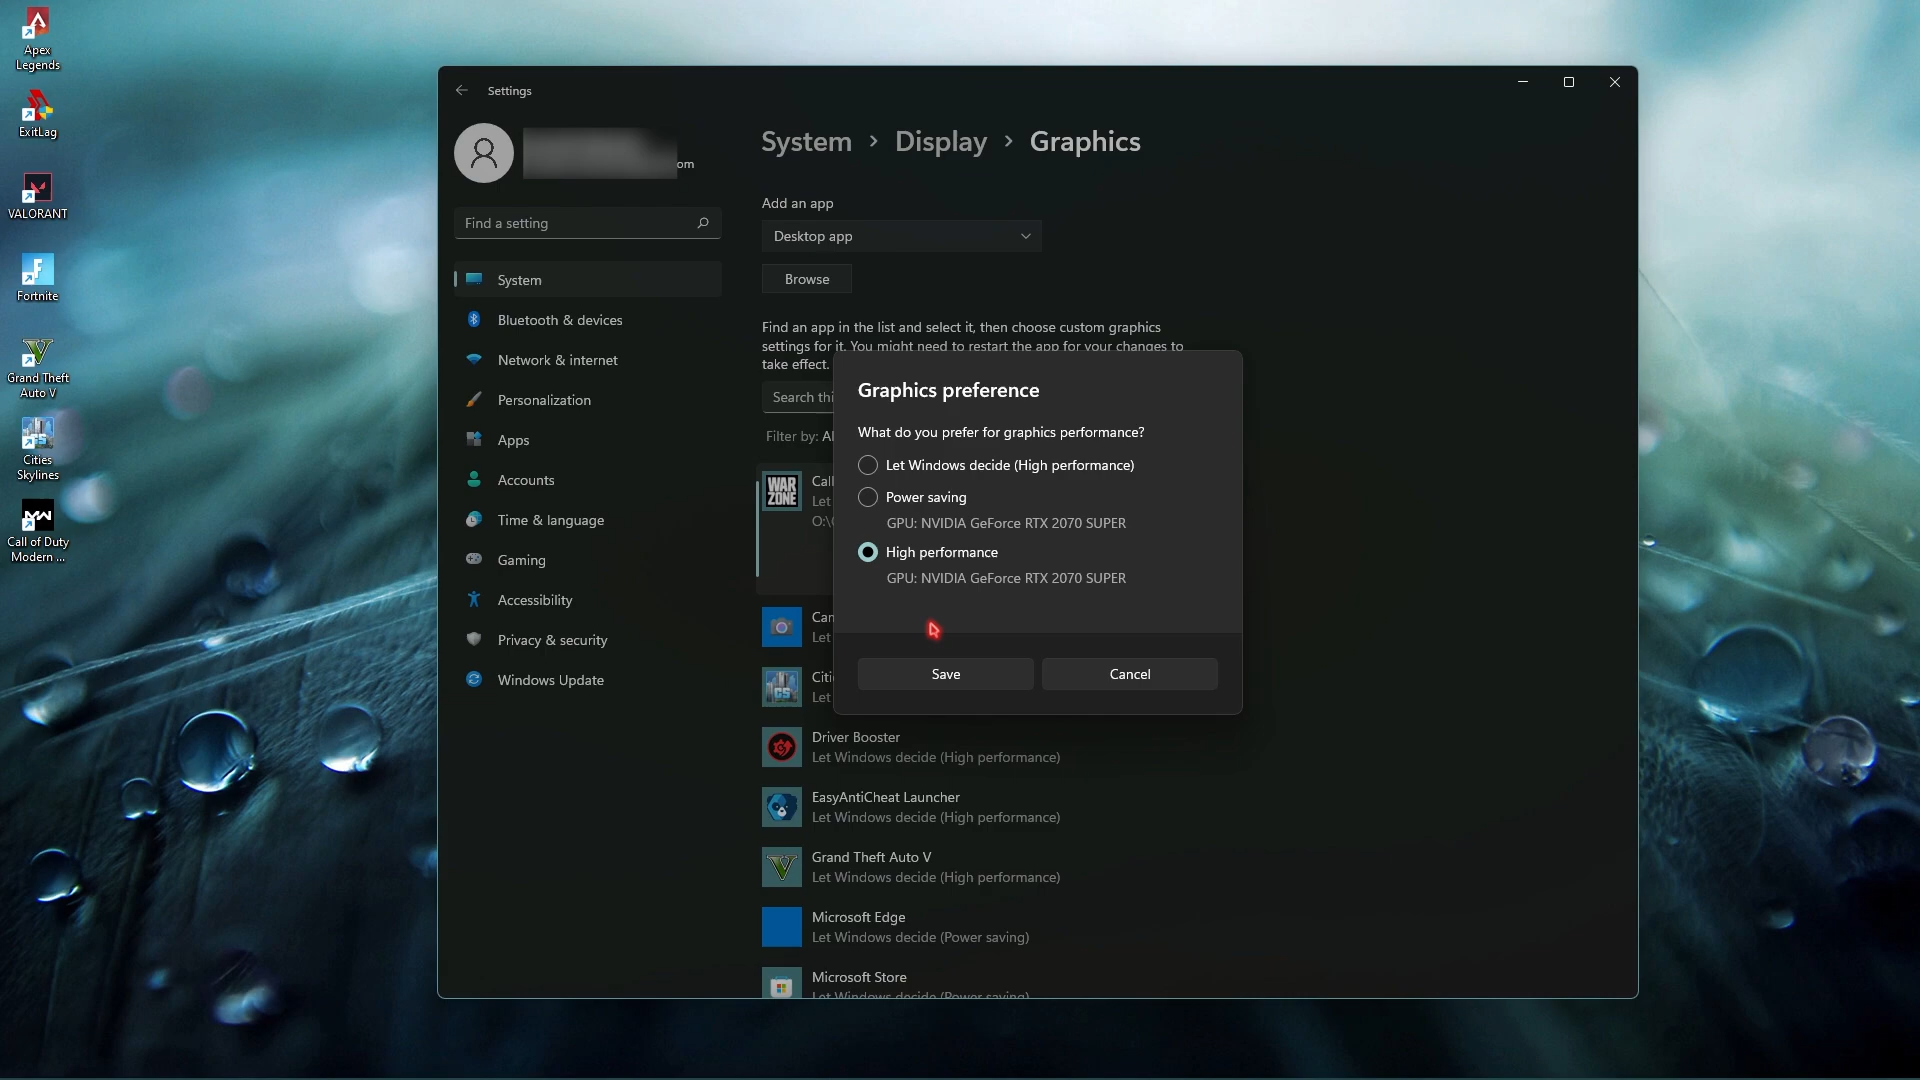 Apex
Legends
ExitLag
VALORANT
Fortnite
Grand Theft
Auto V
Cities
Skylines
Call of Duty
Modern ...
Settings
om
Find a setting
System
Bluetooth & devices
Network & internet
Personalization
Apps
Accounts
Time & language
Gaming
Accessibility
Privacy & security
Windows Update
System > Display > Graphics
Add an app
Desktop app
Browse
Find an app in the list and select it, then choose custom graphics
settings for it. You might need to restart the app for your changes to
take effect.
Search thi
Filter by: Al
WAR
ZONE
Call
Let
O:\
Graphics preference
What do you prefer for graphics performance?
Let Windows decide (High performance)
Power saving
GPU: NVIDIA GeForce RTX 2070 SUPER
High performance
GPU: NVIDIA GeForce RTX 2070 SUPER
Save
Cancel
Cam
Let
Citi
Let
Driver Booster
Let Windows decide (High performance)
EasyAntiCheat Launcher
Let Windows decide (High performance)
Grand Theft Auto V
Let Windows decide (High performance)
Microsoft Edge
Let Windows decide (Power saving)
Microsoft Store
Let Windows decide (Power saving)